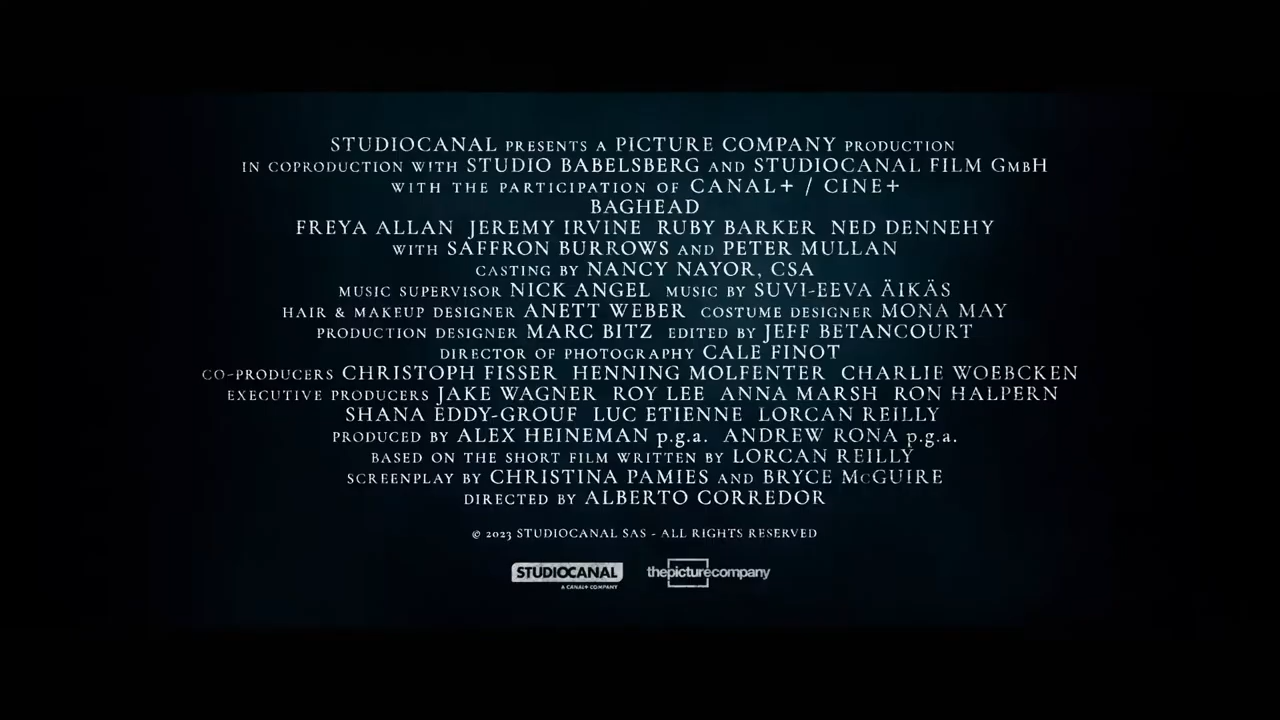 STUDIOCANAL PRESENTS A PICTURE COMPANY PRODUCTION
IN COPRODUCTION WITH STUDIO BABELSBERG AND STUDIOCANAL FILM GmbH
WITH THE PARTICIPATION OF CANAL+ / CINE+
BAGHEAD
FREYA ALLAN JEREMY IRVINE RUBY BARKER NED DENNEHY
WITH SAFFRON BURROWS AND PETER MULLAN
CASTING BY NANCY NAYOR, CSA
MUSIC SUPERVISOR NICK ANGEL MUSIC BY SUVI-EEVA ÄIKÄS
HAIR & MAKEUP DESIGNER ANETT WEBER COSTUME DESIGNER MONA MAY
PRODUCTION DESIGNER MARC BITZ EDITED BY JEFF BETANCOURT
DIRECTOR OF PHOTOGRAPHY CALE FINOT
CO-PRODUCERS CHRISTOPH FISSER HENNING MOLFENTER CHARLIE WOEBCKEN
EXECUTIVE PRODUCERS JAKE WAGNER ROY LEE ANNA MARSH RON HALPERN
SHANA EDDY-GROUF LUC ETIENNE LORCAN REILLY
PRODUCED BY ALEX HEINEMAN p.g.a. ANDREW RONA p.g.a.
BASED ON THE SHORT FILM WRITTEN BY LORCAN REILLY
SCREENPLAY BY CHRISTINA PAMIES AND BRYCE McGUIRE
DIRECTED BY ALBERTO CORREDOR
© 2023 STUDIOCANAL SAS - ALL RIGHTS RESERVED
STUDIOCANAL thepicturecompany
A CANAL+ COMPANY